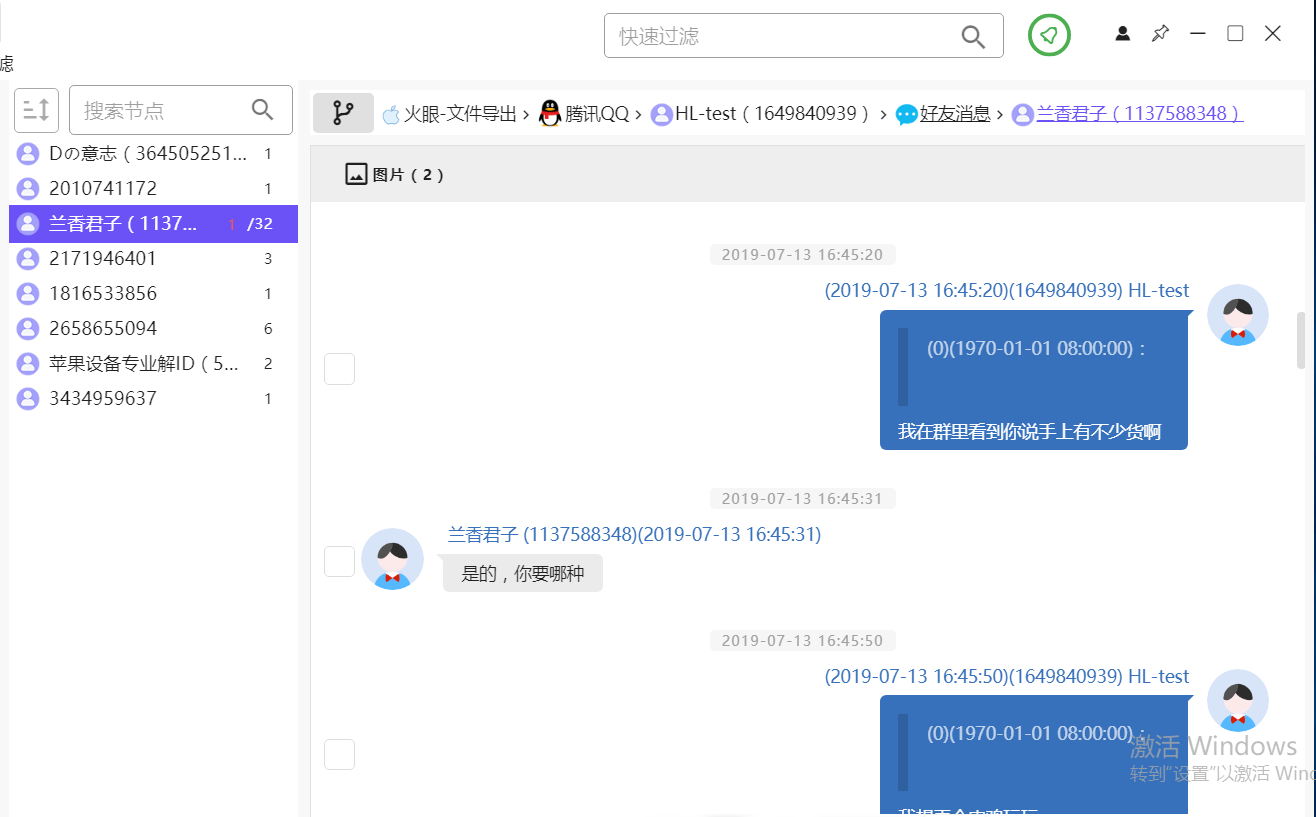 快速过滤
虑
搜索节点
火眼-文件导出 › 腾讯QQ › HL-test（1649840939） › 好友消息 › 兰香君子（1137588348）
Dの意志（364505251... 1
2010741172 1
兰香君子（1137... 1 /32
2171946401 3
1816533856 1
2658655094 6
苹果设备专业解ID（5... 2
3434959637 1
图片（2）
2019-07-13 16:45:20
(2019-07-13 16:45:20)(1649840939) HL-test
(0)(1970-01-01 08:00:00)：
我在群里看到你说手上有不少货啊
2019-07-13 16:45:31
兰香君子 (1137588348)(2019-07-13 16:45:31)
是的，你要哪种
2019-07-13 16:45:50
(2019-07-13 16:45:50)(1649840939) HL-test
(0)(1970-01-01 08:00:00)：
激活 Windows
转到"设置"以激活 Wind